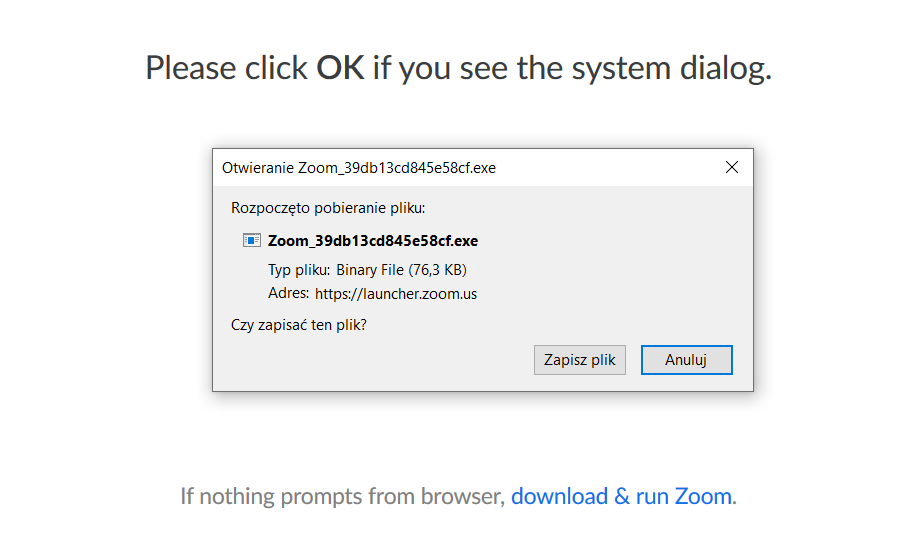 Please click OK if you see the system dialog.
Otwieranie Zoom_39db13cd845e58cf.exe
Rozpoczęto pobieranie pliku:
Zoom_39db13cd845e58cf.exe
Typ pliku: Binary File (76,3 KB)
Adres: https://launcher.zoom.us
Czy zapisać ten plik?
Zapisz plik Anuluj
If nothing prompts from browser, download & run Zoom.